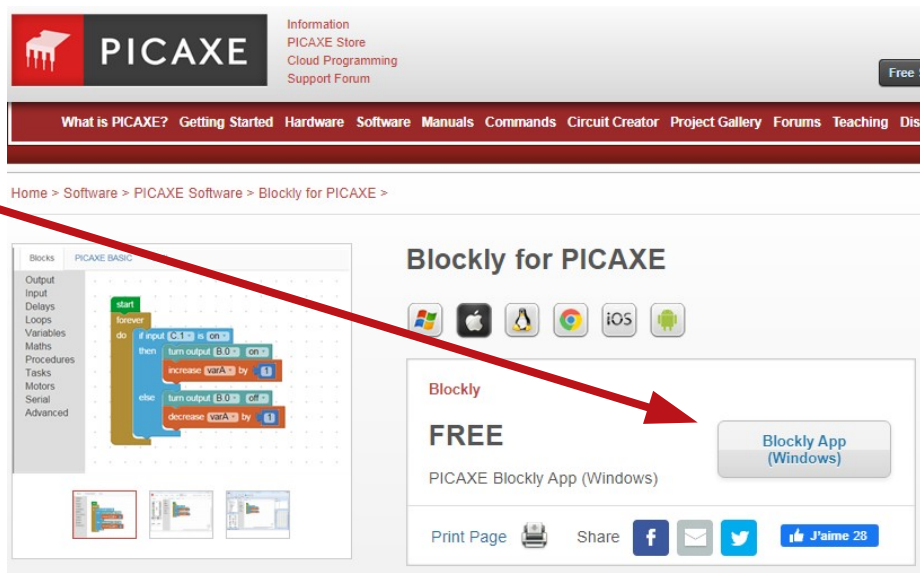 PICAXE
Information
PICAXE Store
Cloud Programming
Support Forum
Free
What is PICAXE? Getting Started Hardware Software Manuals Commands Circuit Creator Project Gallery Forums Teaching Dis
Home > Software > PICAXE Software > Blockly for PICAXE >
Blocks PICAXE BASIC
Output
Input
Delays
Loops
Variables
Maths
Procedures
Tasks
Motors
Serial
Advanced
start
forever
do if input C.1 is on
then turn output B.0 on
increase varA by 1
else turn output B.0 off
decrease varA by 1
Blockly for PICAXE
iOS
Blockly
FREE
PICAXE Blockly App (Windows)
Blockly App
(Windows)
Print Page Share f J'aime 28